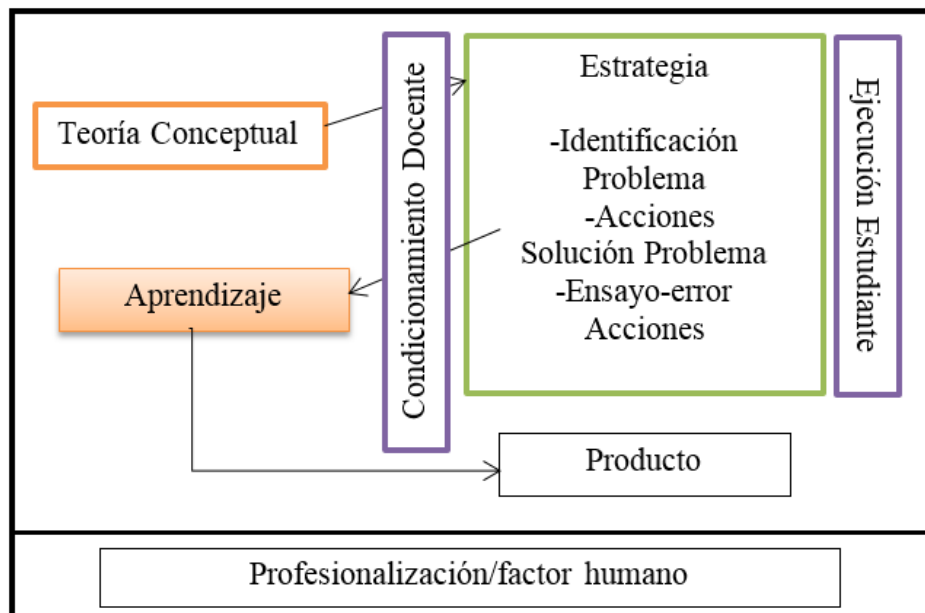 Teoría Conceptual
Aprendizaje
Condicionamiento Docente
Estrategia
-Identificación
Problema
-Acciones
Solución Problema
-Ensayo-error
Acciones
Ejecución Estudiante
Producto
Profesionalización/factor humano